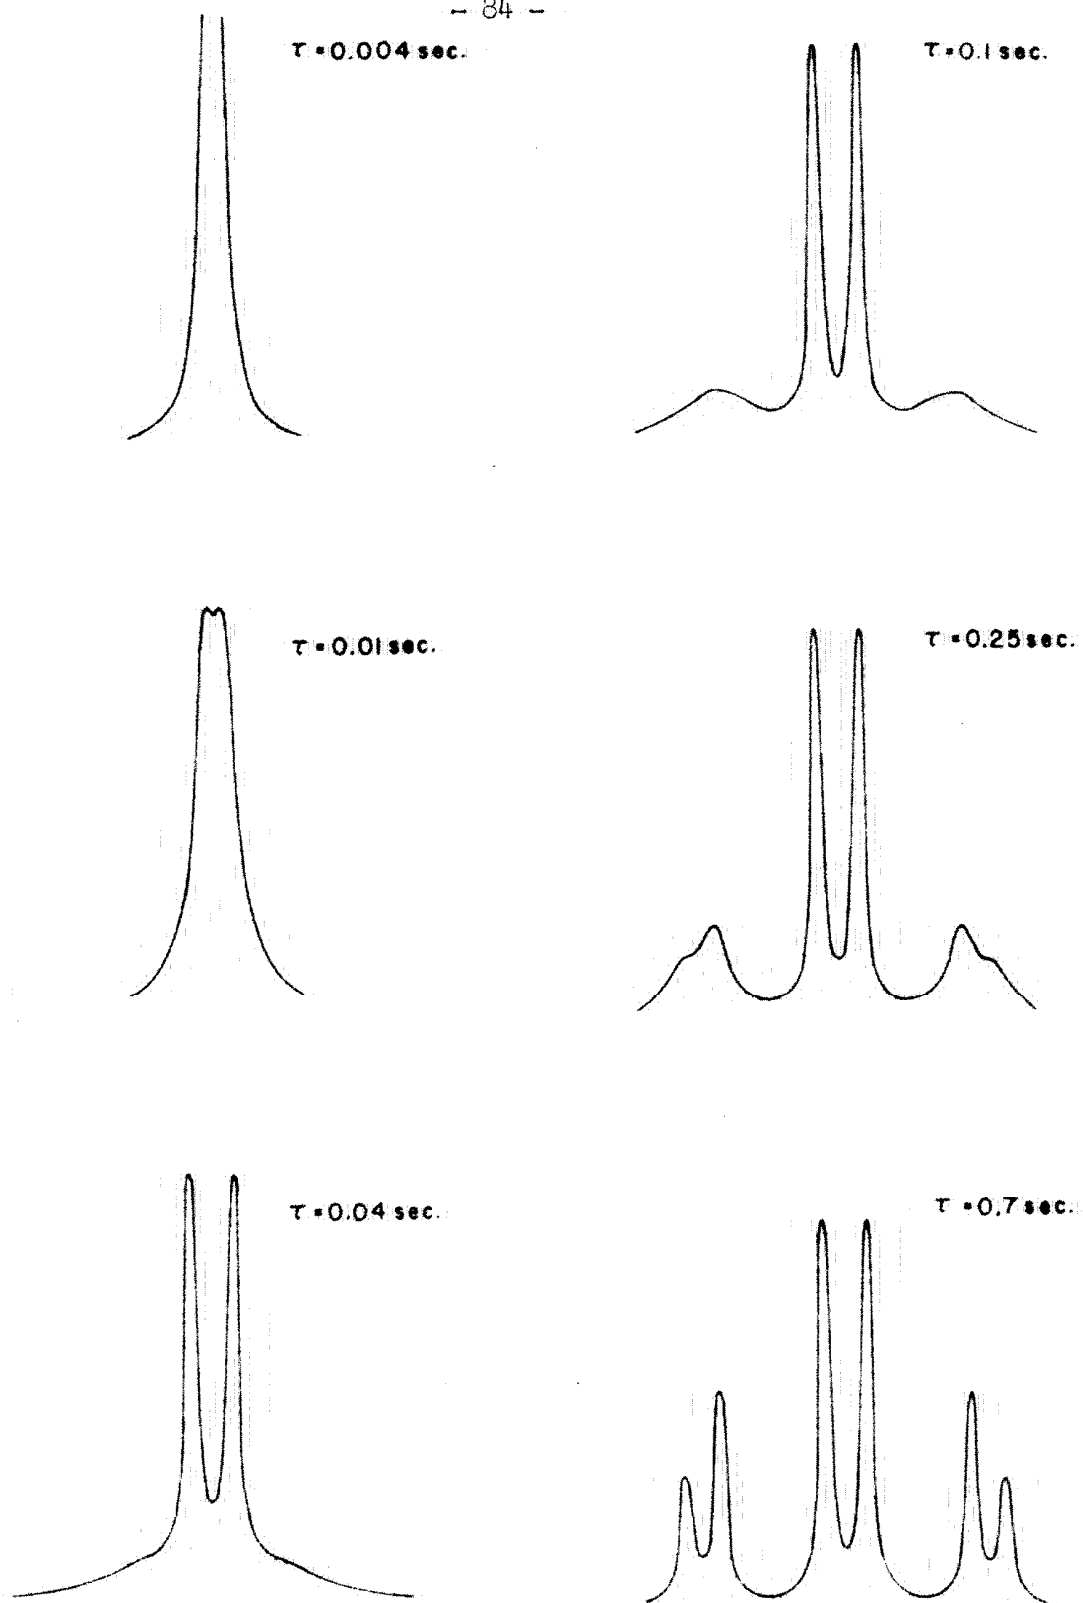 - 84 -
τ = 0.004 sec.
τ = 0.1 sec.
τ = 0.01 sec.
τ = 0.25 sec.
τ = 0.04 sec.
τ = 0.7 sec.